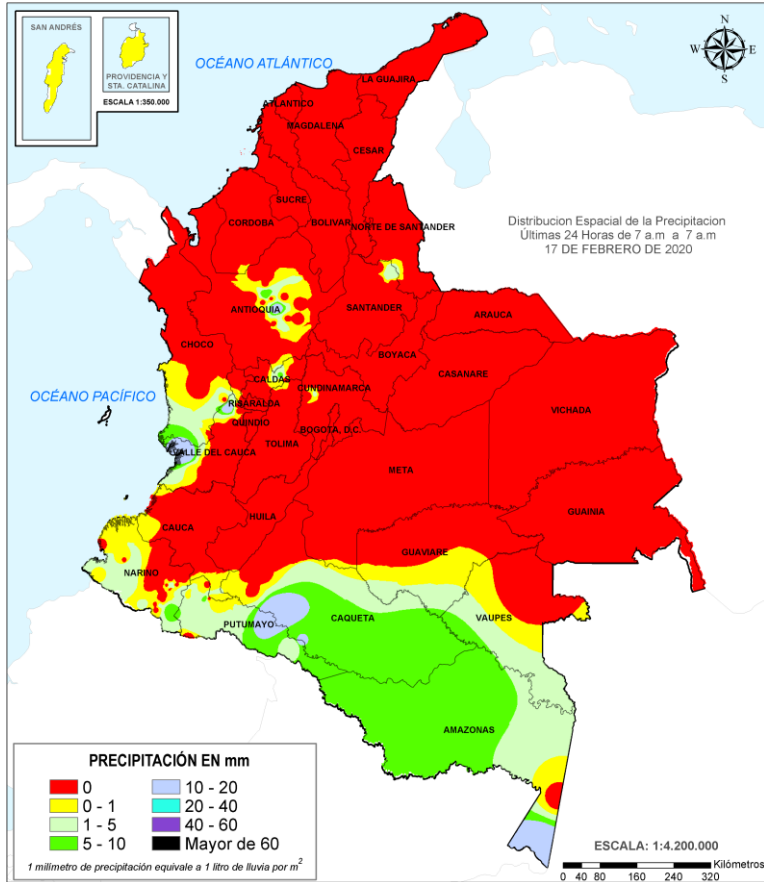 SAN ANDRÉS
PROVIDENCIA Y
STA. CATALINA
ESCALA 1:350.000
OCÉANO ATLÁNTICO
N
W
E
S
LA GUAJIRA
ATLANTICO
MAGDALENA
CESAR
SUCRE
CORDOBA
BOLIVAR
NORTE DE SANTANDER
Distribucion Espacial de la Precipitacion
Últimas 24 Horas de 7 a.m a 7 a.m
17 DE FEBRERO DE 2020
ANTIOQUIA
SANTANDER
ARAUCA
CHOCO
BOYACA
CASANARE
CALDAS
CUNDINAMARCA
OCÉANO PACÍFICO
RISARALDA
VICHADA
QUINDIO
BOGOTA, D.C.
TOLIMA
VALLE DEL CAUCA
META
GUAINIA
CAUCA
HUILA
GUAVIARE
NARIÑO
PUTUMAYO
CAQUETA
VAUPES
AMAZONAS
PRECIPITACIÓN EN mm
0
10 - 20
0 - 1
20 - 40
1 - 5
40 - 60
5 - 10
Mayor de 60
1 milímetro de precipitación equivale a 1 litro de lluvia por m²
ESCALA: 1:4.200.000
Kilómetros
0 40 80 160 240 320